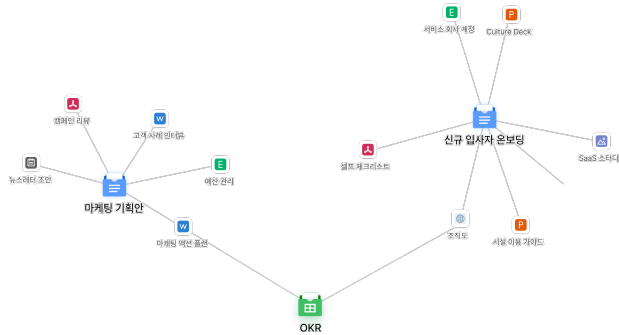 서비스 회사 계정
Culture Deck
캠페인 리뷰
고객 사례 인터뷰
신규 입사자 온보딩
SaaS 소타디
셀프 체크리스트
뉴스레터 초안
예산 관리
마케팅 기획안
조직도
시설 이용 가이드
마케팅 액션 플랜
OKR